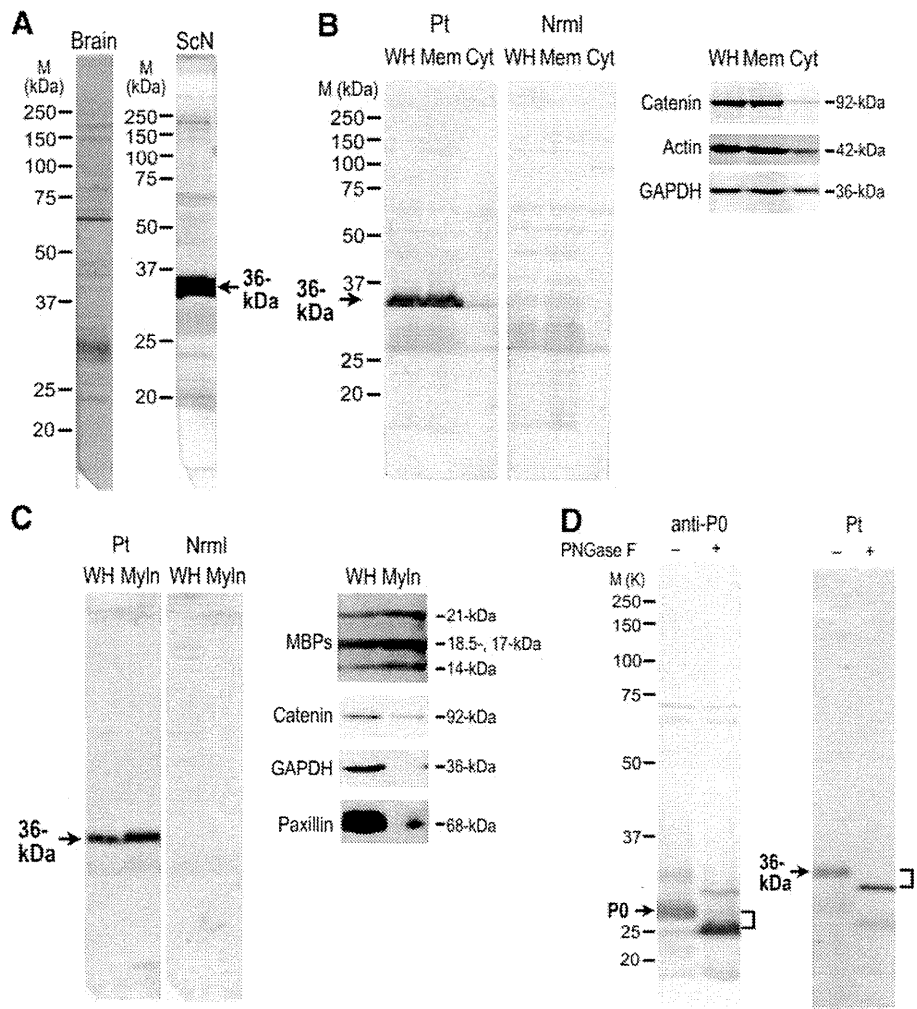 A
Brain
ScN
M
(kDa)
250
150
100
75
50
37
25
20
M
(kDa)
250
150
100
75
50
37
25
20
36-
kDa
B
Pt
Nrml
WH Mem Cyt
WH Mem Cyt
M (kDa)
250
150
100
75
50
37
25
20
36-
kDa
WH Mem Cyt
Catenin
92-kDa
Actin
42-kDa
GAPDH
36-kDa
C
Pt
Nrml
WH Myln
WH Myln
36-
kDa
WH Myln
MBPs
21-kDa
18.5-, 17-kDa
14-kDa
Catenin
92-kDa
GAPDH
36-kDa
Paxillin
68-kDa
D
anti-P0
Pt
PNGase F
– +
– +
M (K)
250
150
100
75
50
37
25
20
P0
36-
kDa